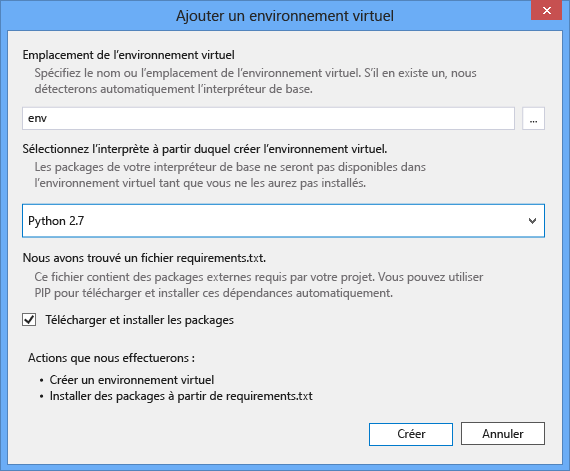 Ajouter un environnement virtuel
Emplacement de l'environnement virtuel
Spécifiez le nom ou l'emplacement de l'environnement virtuel. S'il en existe un, nous
détecterons automatiquement l'interpréteur de base.
env
...
Sélectionnez l'interprète à partir duquel créer l'environnement virtuel.
Les packages de votre interpréteur de base ne seront pas disponibles dans
l'environnement virtuel tant que vous ne les aurez pas installés.
Python 2.7
Nous avons trouvé un fichier requirements.txt.
Ce fichier contient des packages externes requis par votre projet. Vous pouvez utiliser
PIP pour télécharger et installer ces dépendances automatiquement.
Télécharger et installer les packages
Actions que nous effectuerons :
• Créer un environnement virtuel
• Installer des packages à partir de requirements.txt
Créer
Annuler